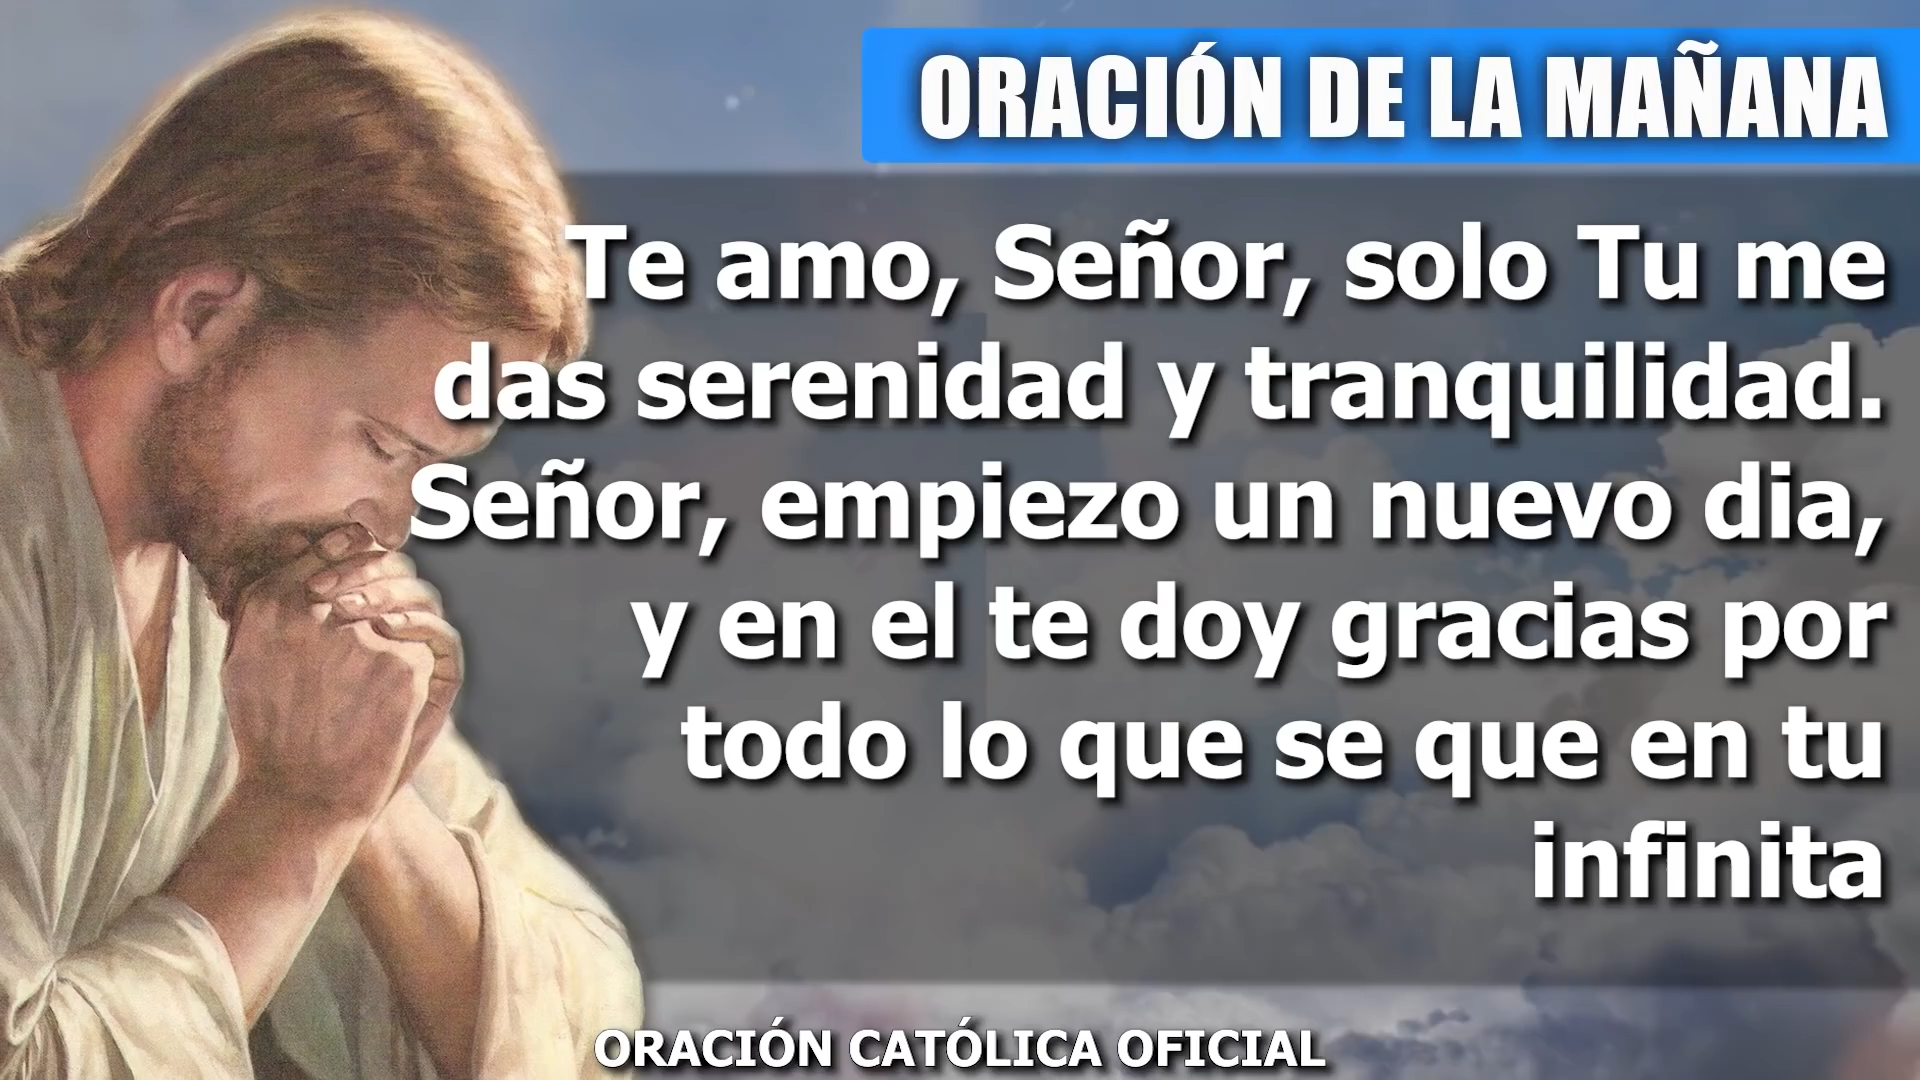 ORACIÓN DE LA MAÑANA
Te amo, Señor, solo Tu me
das serenidad y tranquilidad.
Señor, empiezo un nuevo dia,
y en el te doy gracias por
todo lo que se que en tu
infinita
ORACIÓN CATÓLICA OFICIAL